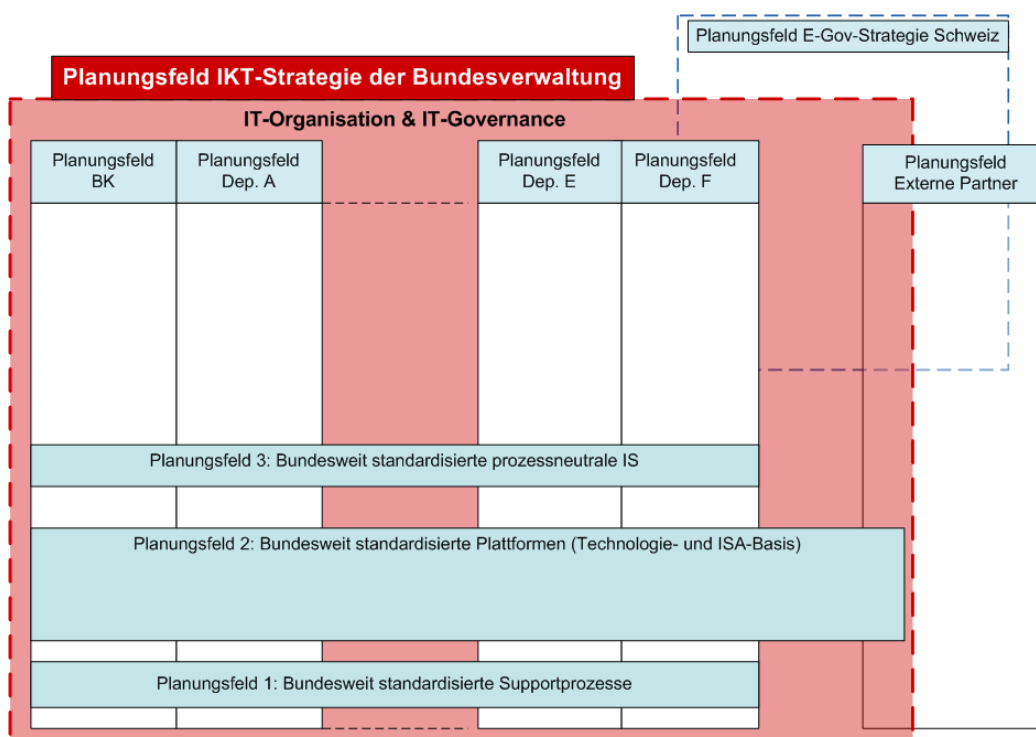 Planungsfeld E-Gov-Strategie Schweiz
Planungsfeld IKT-Strategie der Bundesverwaltung
IT-Organisation & IT-Governance
Planungsfeld
BK
Planungsfeld
Dep. A
Planungsfeld
Dep. E
Planungsfeld
Dep. F
Planungsfeld
Externe Partner
Planungsfeld 3: Bundesweit standardisierte prozessneutrale IS
Planungsfeld 2: Bundesweit standardisierte Plattformen (Technologie- und ISA-Basis)
Planungsfeld 1: Bundesweit standardisierte Supportprozesse